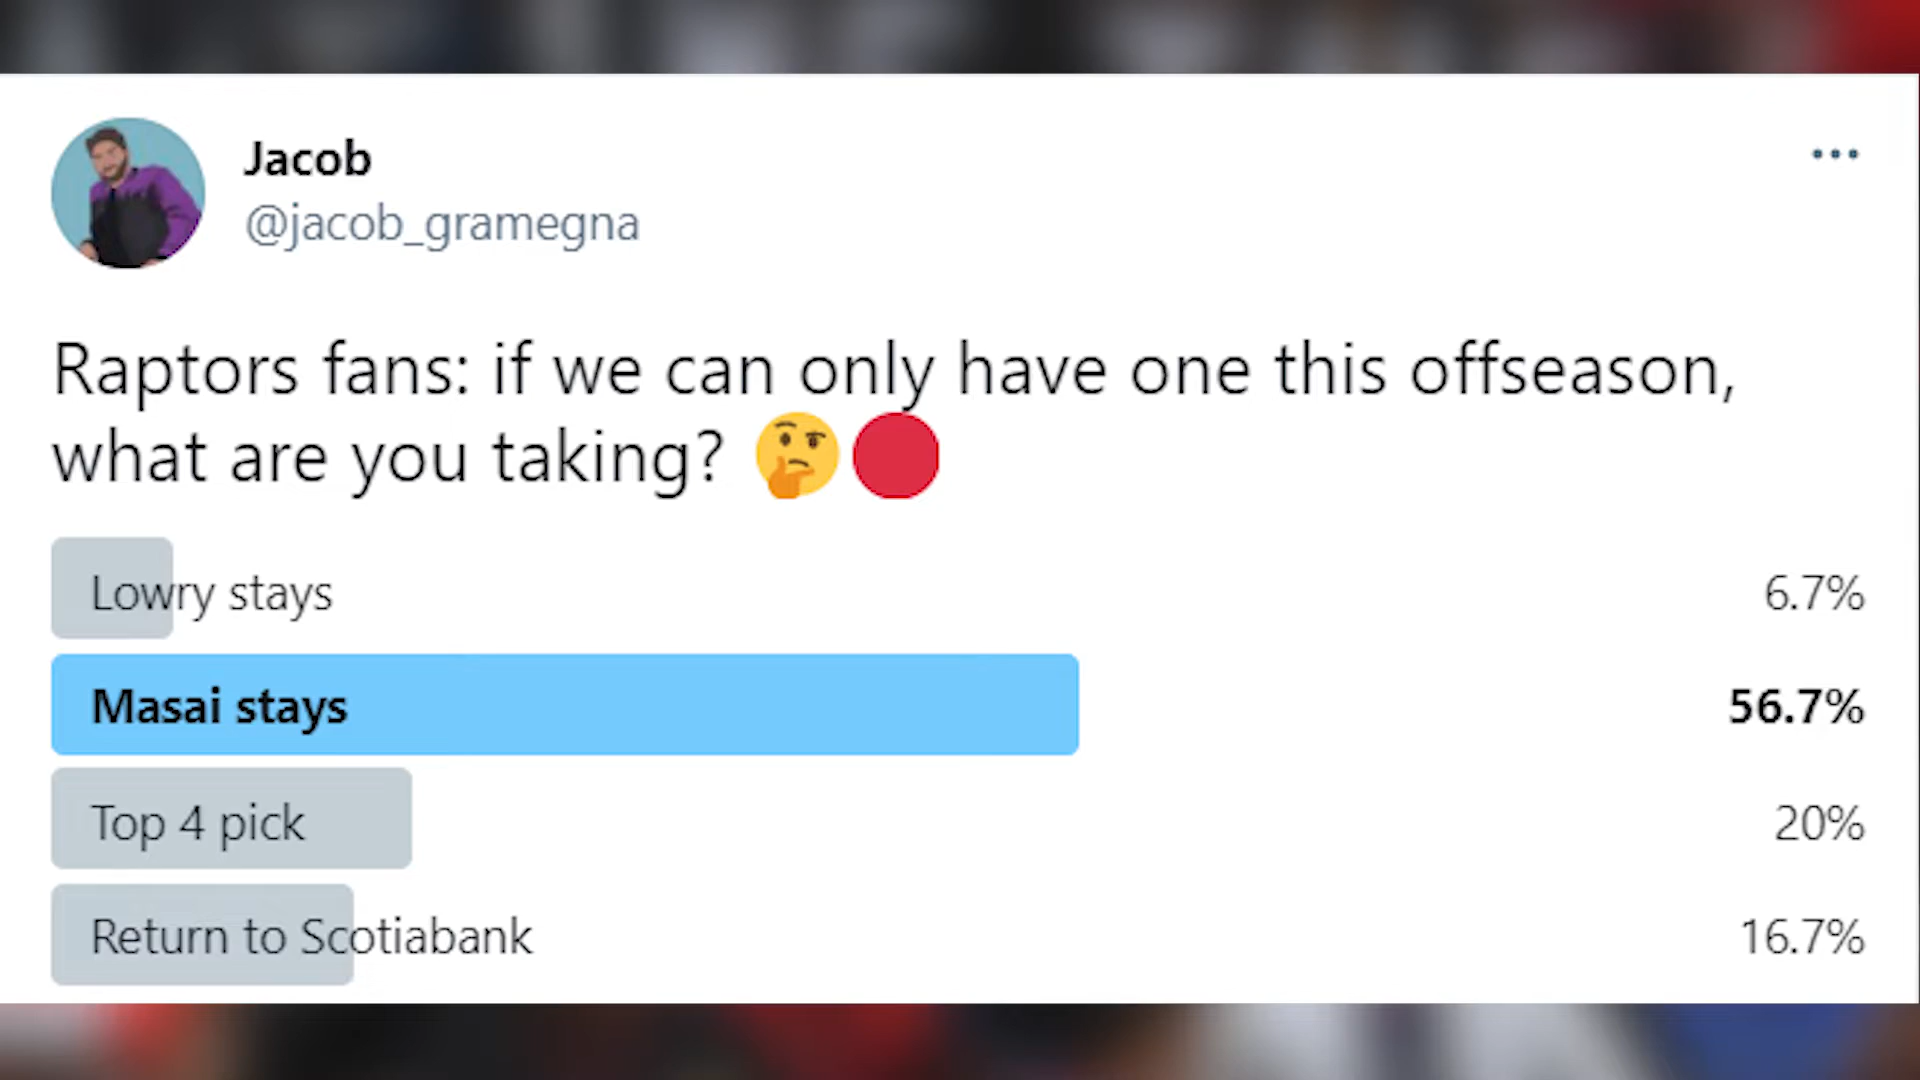 Jacob
@jacob_gramegna
Raptors fans: if we can only have one this offseason,
what are you taking? 🤔🔴
Lowry stays 6.7%
Masai stays 56.7%
Top 4 pick 20%
Return to Scotiabank 16.7%